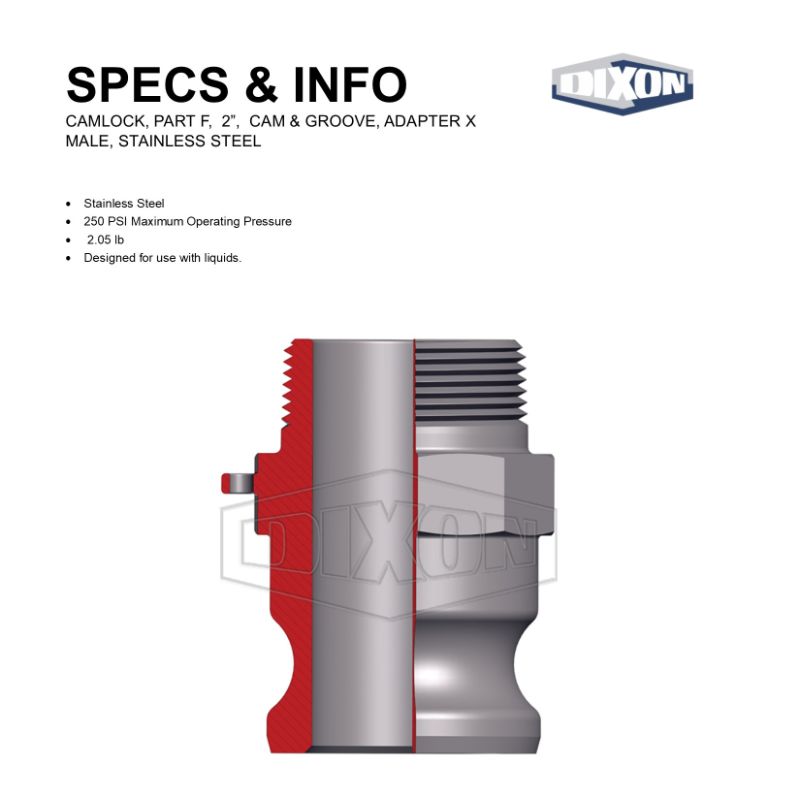 SPECS & INFO
DIXON
CAMLOCK, PART F, 2”, CAM & GROOVE, ADAPTER X
MALE, STAINLESS STEEL
• Stainless Steel
• 250 PSI Maximum Operating Pressure
• 2.05 lb
• Designed for use with liquids.
DIXON